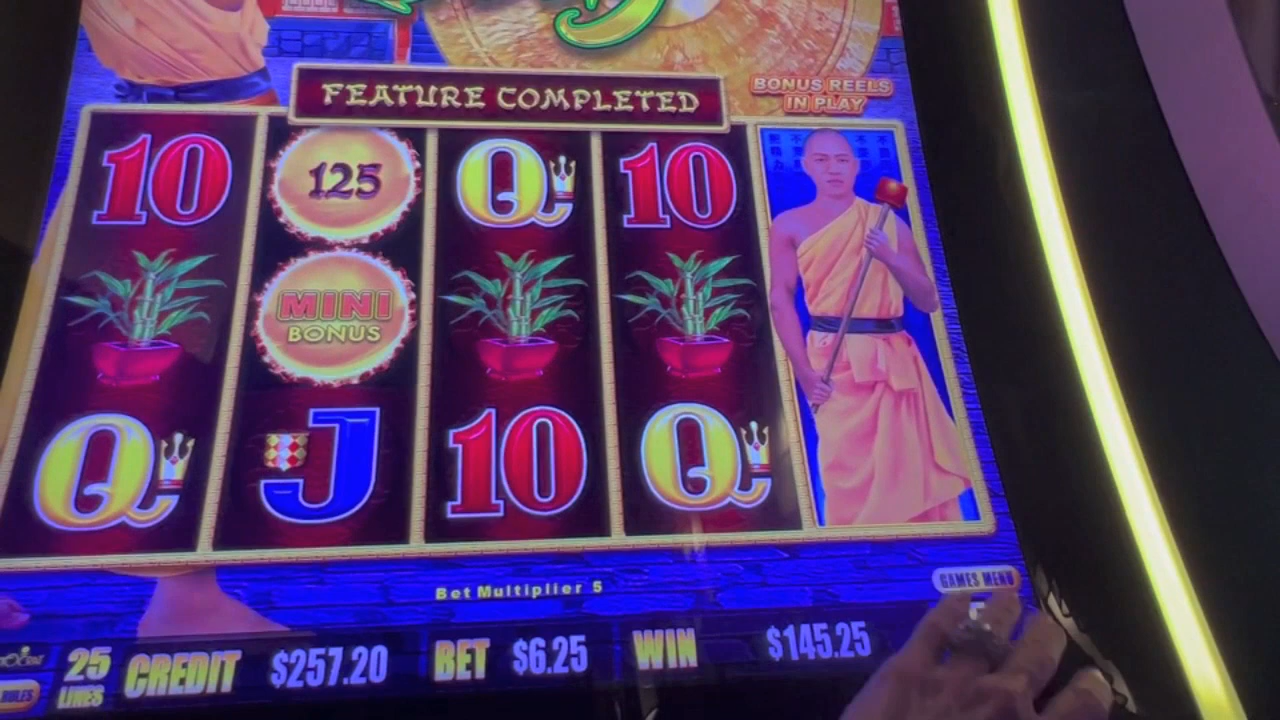 FEATURE COMPLETED
BONUS REELS
IN PLAY
10
125
Q
10
MINI
BONUS
Q
J
10
Q
Bet Multiplier 5
GAMES MENU
25
LINES
CREDIT $257.20
BET $6.25
WIN $145.25
RULES